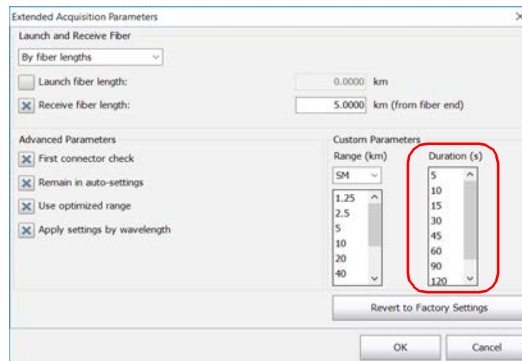 Extended Acquisition Parameters
Launch and Receive Fiber
By fiber lengths
Launch fiber length: 0.0000 km
Receive fiber length: 5.0000 km (from fiber end)
Advanced Parameters
First connector check
Remain in auto-settings
Use optimized range
Apply settings by wavelength
Custom Parameters
Range (km)
SM
1.25
2.5
5
10
20
40
Duration (s)
5
10
15
30
45
60
90
120
Revert to Factory Settings
OK Cancel